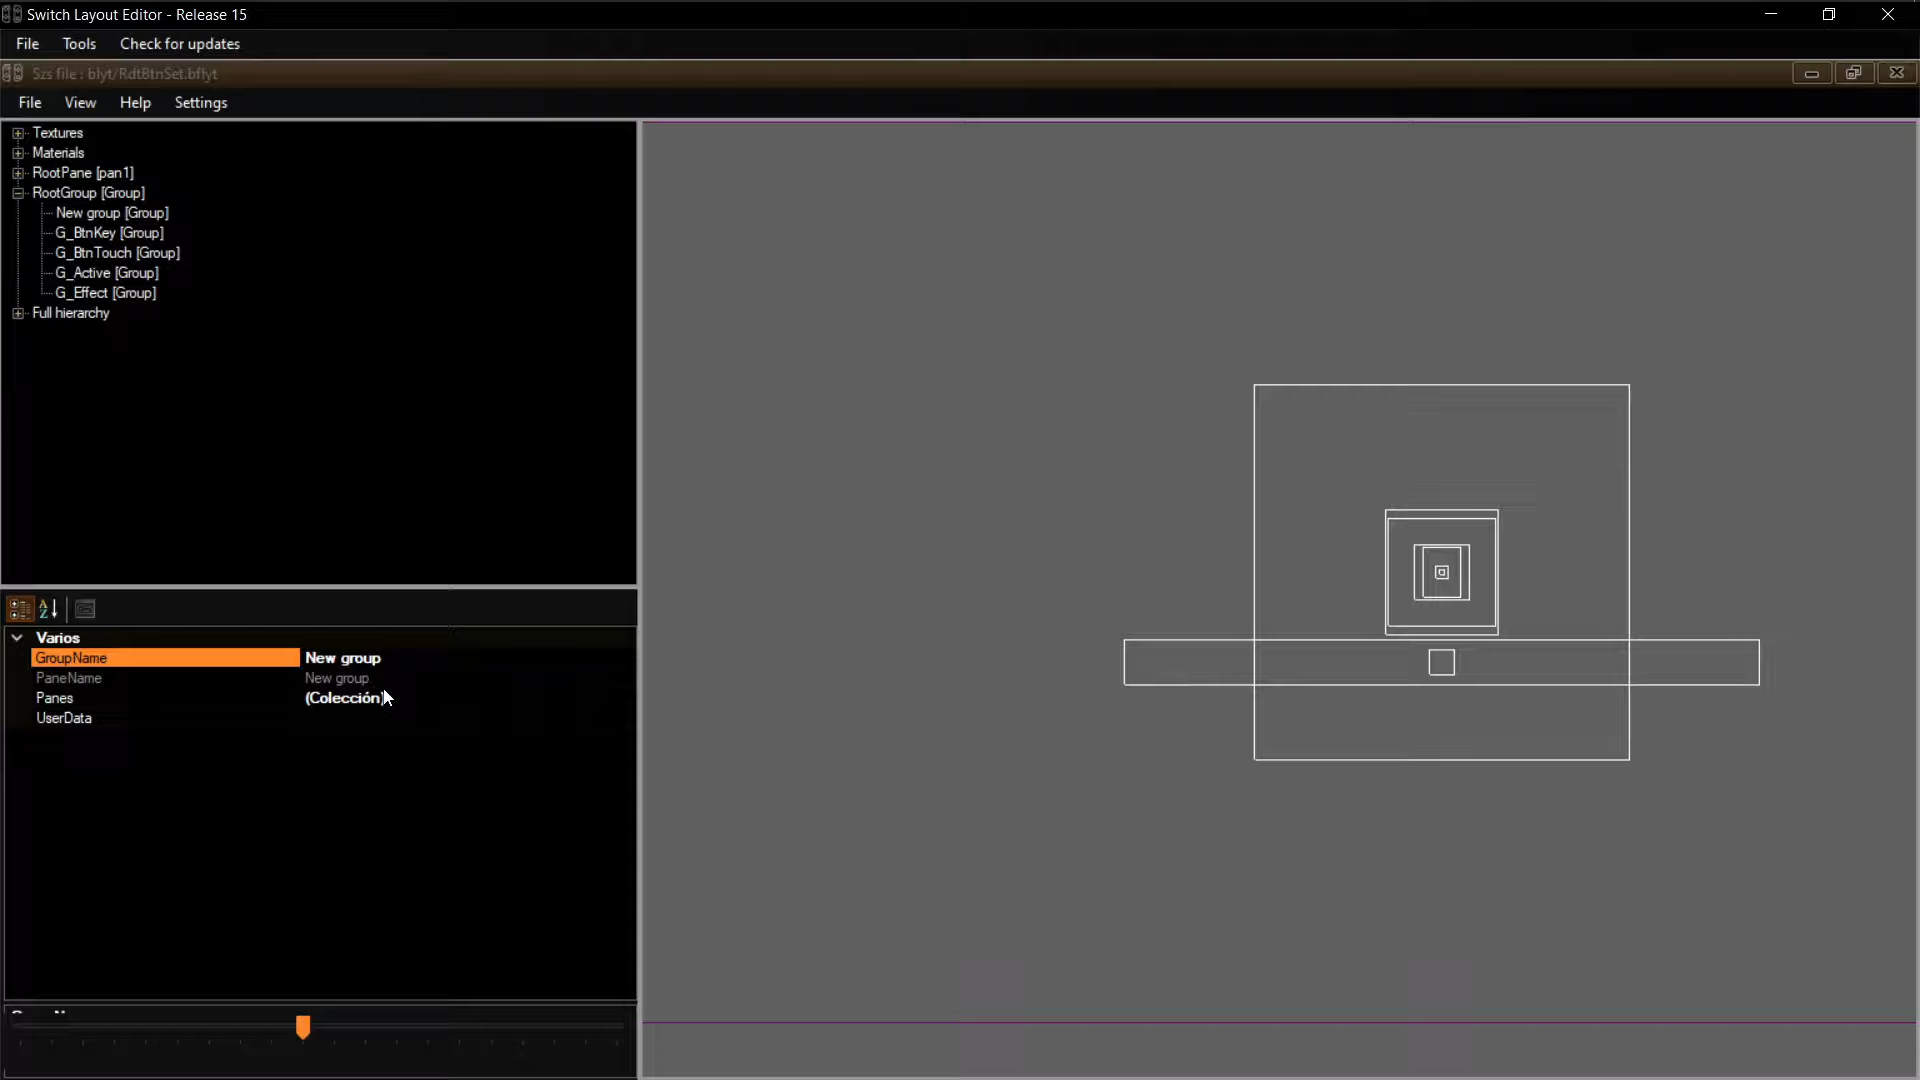 Switch Layout Editor - Release 15
File Tools Check for updates
Szs file : blyt/RdtBtnSet.bflyt
File View Help Settings
Textures
Materials
RootPane [pan1]
RootGroup [Group]
New group [Group]
G_BtnKey [Group]
G_BtnTouch [Group]
G_Active [Group]
G_Effect [Group]
Full hierarchy
Varios
GroupName New group
PaneName New group
Panes (Colección)
UserData